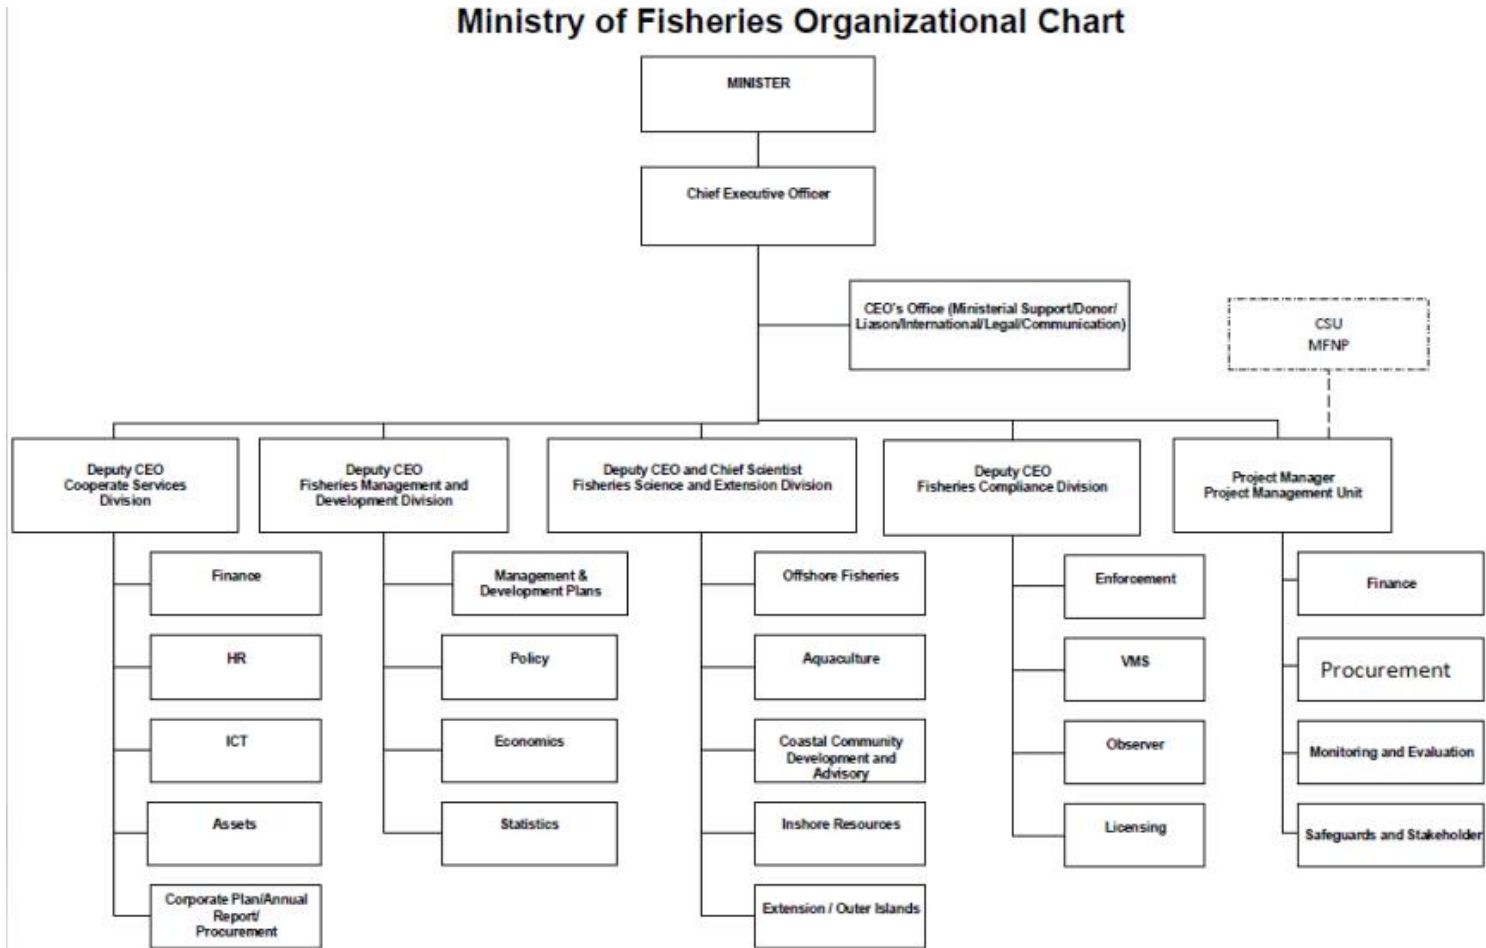 Ministry of Fisheries Organizational Chart
MINISTER
Chief Executive Officer
CEO's Office (Ministerial Support/Donor/
Liason/International/Legal/Communication)
CSU
MFNP
Deputy CEO
Cooperate Services
Division
Deputy CEO
Fisheries Management and
Development Division
Deputy CEO and Chief Scientist
Fisheries Science and Extension Division
Deputy CEO
Fisheries Compliance Division
Project Manager
Project Management Unit
Finance
HR
ICT
Assets
Corporate Plan/Annual
Report/
Procurement
Management &
Development Plans
Policy
Economics
Statistics
Offshore Fisheries
Aquaculture
Coastal Community
Development and
Advisory
Inshore Resources
Extension / Outer Islands
Enforcement
VMS
Observer
Licensing
Finance
Procurement
Monitoring and Evaluation
Safeguards and Stakeholder